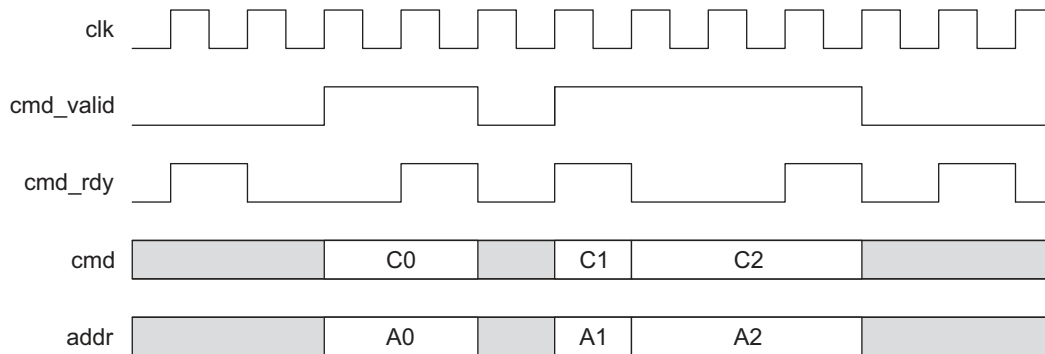 clk
cmd_valid
cmd_rdy
cmd C0 C1 C2
addr A0 A1 A2